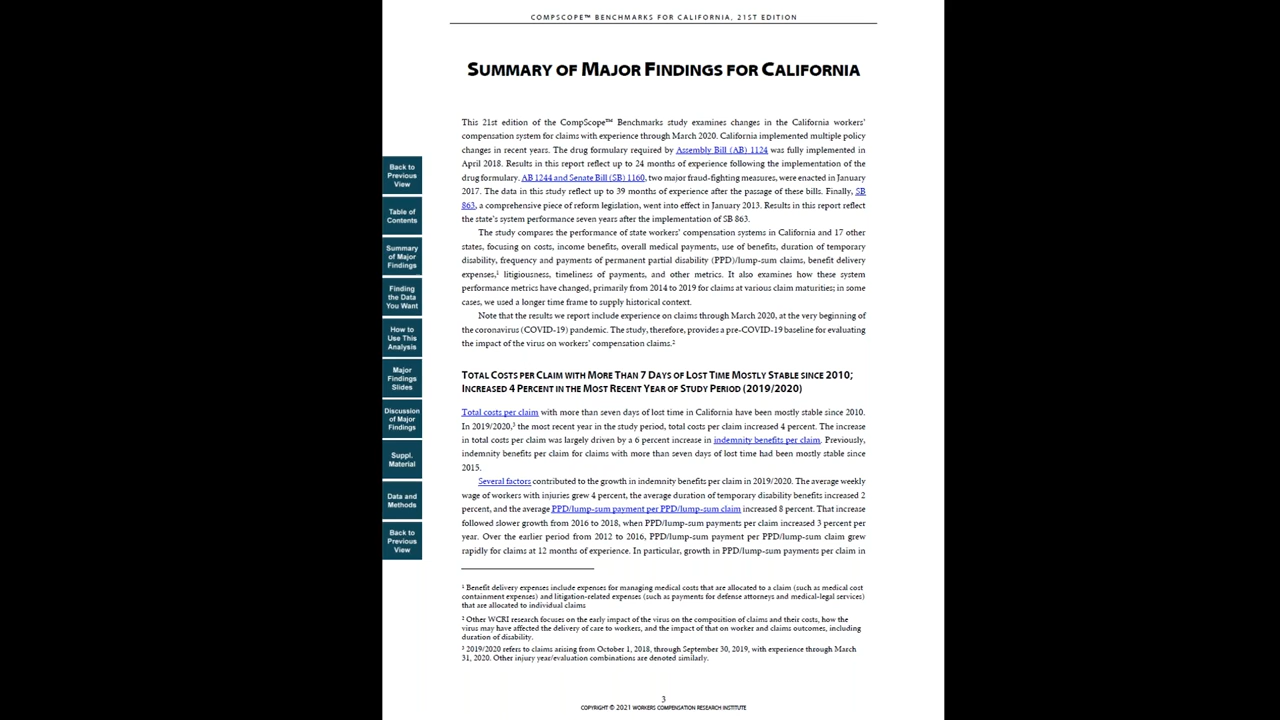 COMPSCOPE™ BENCHMARKS FOR CALIFORNIA, 21ST EDITION
SUMMARY OF MAJOR FINDINGS FOR CALIFORNIA
This 21st edition of the CompScope™ Benchmarks study examines changes in the California workers'
compensation system for claims with experience through March 2020. California implemented multiple policy
changes in recent years. The drug formulary required by Assembly Bill (AB) 1124 was fully implemented in
April 2018. Results in this report reflect up to 24 months of experience following the implementation of the
drug formulary. AB 1244 and Senate Bill (SB) 1160, two major fraud-fighting measures, were enacted in January
2017. The data in this study reflect up to 39 months of experience after the passage of these bills. Finally, SB
863, a comprehensive piece of reform legislation, went into effect in January 2013. Results in this report reflect
the state's system performance seven years after the implementation of SB 863.
The study compares the performance of state workers' compensation systems in California and 17 other
states, focusing on costs, income benefits, overall medical payments, use of benefits, duration of temporary
disability, frequency and payments of permanent partial disability (PPD)/lump-sum claims, benefit delivery
expenses,¹ litigiousness, timeliness of payments, and other metrics. It also examines how these system
performance metrics have changed, primarily from 2014 to 2019 for claims at various claim maturities; in some
cases, we used a longer time frame to supply historical context.
Note that the results we report include experience on claims through March 2020, at the very beginning of
the coronavirus (COVID-19) pandemic. The study, therefore, provides a pre-COVID-19 baseline for evaluating
the impact of the virus on workers' compensation claims.²
TOTAL COSTS PER CLAIM WITH MORE THAN 7 DAYS OF LOST TIME MOSTLY STABLE SINCE 2010;
INCREASED 4 PERCENT IN THE MOST RECENT YEAR OF STUDY PERIOD (2019/2020)
Total costs per claim with more than seven days of lost time in California have been mostly stable since 2010.
In 2019/2020,³ the most recent year in the study period, total costs per claim increased 4 percent. The increase
in total costs per claim was largely driven by a 6 percent increase in indemnity benefits per claim. Previously,
indemnity benefits per claim for claims with more than seven days of lost time had been mostly stable since
2015.
Several factors contributed to the growth in indemnity benefits per claim in 2019/2020. The average weekly
wage of workers with injuries grew 4 percent, the average duration of temporary disability benefits increased 2
percent, and the average PPD/lump-sum payment per PPD/lump-sum claim increased 8 percent. That increase
followed slower growth from 2016 to 2018, when PPD/lump-sum payments per claim increased 3 percent per
year. Over the earlier period from 2012 to 2016, PPD/lump-sum payment per PPD/lump-sum claim grew
rapidly for claims at 12 months of experience. In particular, growth in PPD/lump-sum payments per claim in
¹ Benefit delivery expenses include expenses for managing medical costs that are allocated to a claim (such as medical cost
containment expenses) and litigation-related expenses (such as payments for defense attorneys and medical-legal services)
that are allocated to individual claims
² Other WCRI research focuses on the early impact of the virus on the composition of claims and their costs, how the
virus may have affected the delivery of care to workers, and the impact of that on worker and claims outcomes, including
duration of disability.
³ 2019/2020 refers to claims arising from October 1, 2018, through September 30, 2019, with experience through March
31, 2020. Other injury year/evaluation combinations are denoted similarly.
3
COPYRIGHT © 2021 WORKERS COMPENSATION RESEARCH INSTITUTE
Back to
Previous
View
Table of
Contents
Summary
of Major
Findings
Finding
the Data
You Want
How to
Use This
Analysis
Major
Findings
Slides
Discussion
of Major
Findings
Suppl.
Material
Data and
Methods
Back to
Previous
View